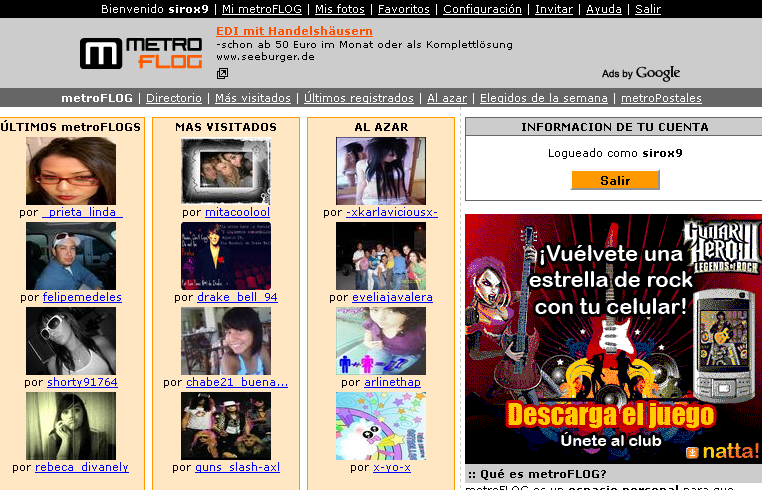 Bienvenido sirox9 | Mi metroFLOG | Mis fotos | Favoritos | Configuración | Invitar | Ayuda | Salir
METRO
FLOG
EDI mit Handelshäusern
-schon ab 50 Euro im Monat oder als Komplettlösung
www.seeburger.de
Ads by Google
metroFLOG | Directorio | Más visitados | Últimos registrados | Al azar | Elegidos de la semana | metroPostales
ÚLTIMOS metroFLOGS
por _prieta_linda_
por felipemedeles
por shorty91764
por rebeca_divanely
MAS VISITADOS
por mitacoolool
por drake_bell_94
por chabe21_buena...
por guns_slash-axl
AL AZAR
por -xkarlaviciousx-
por eveliajavalera
por arlinethap
por x-yo-x
INFORMACION DE TU CUENTA
Logueado como sirox9
Salir
GUITAR
HERO III
LEGENDS OF ROCK
¡Vuélvete una
estrella de rock
con tu celular!
Descarga el juego
Únete al club
natta!
:: Qué es metroFLOG?
metroFLOG es un espacio personal para que